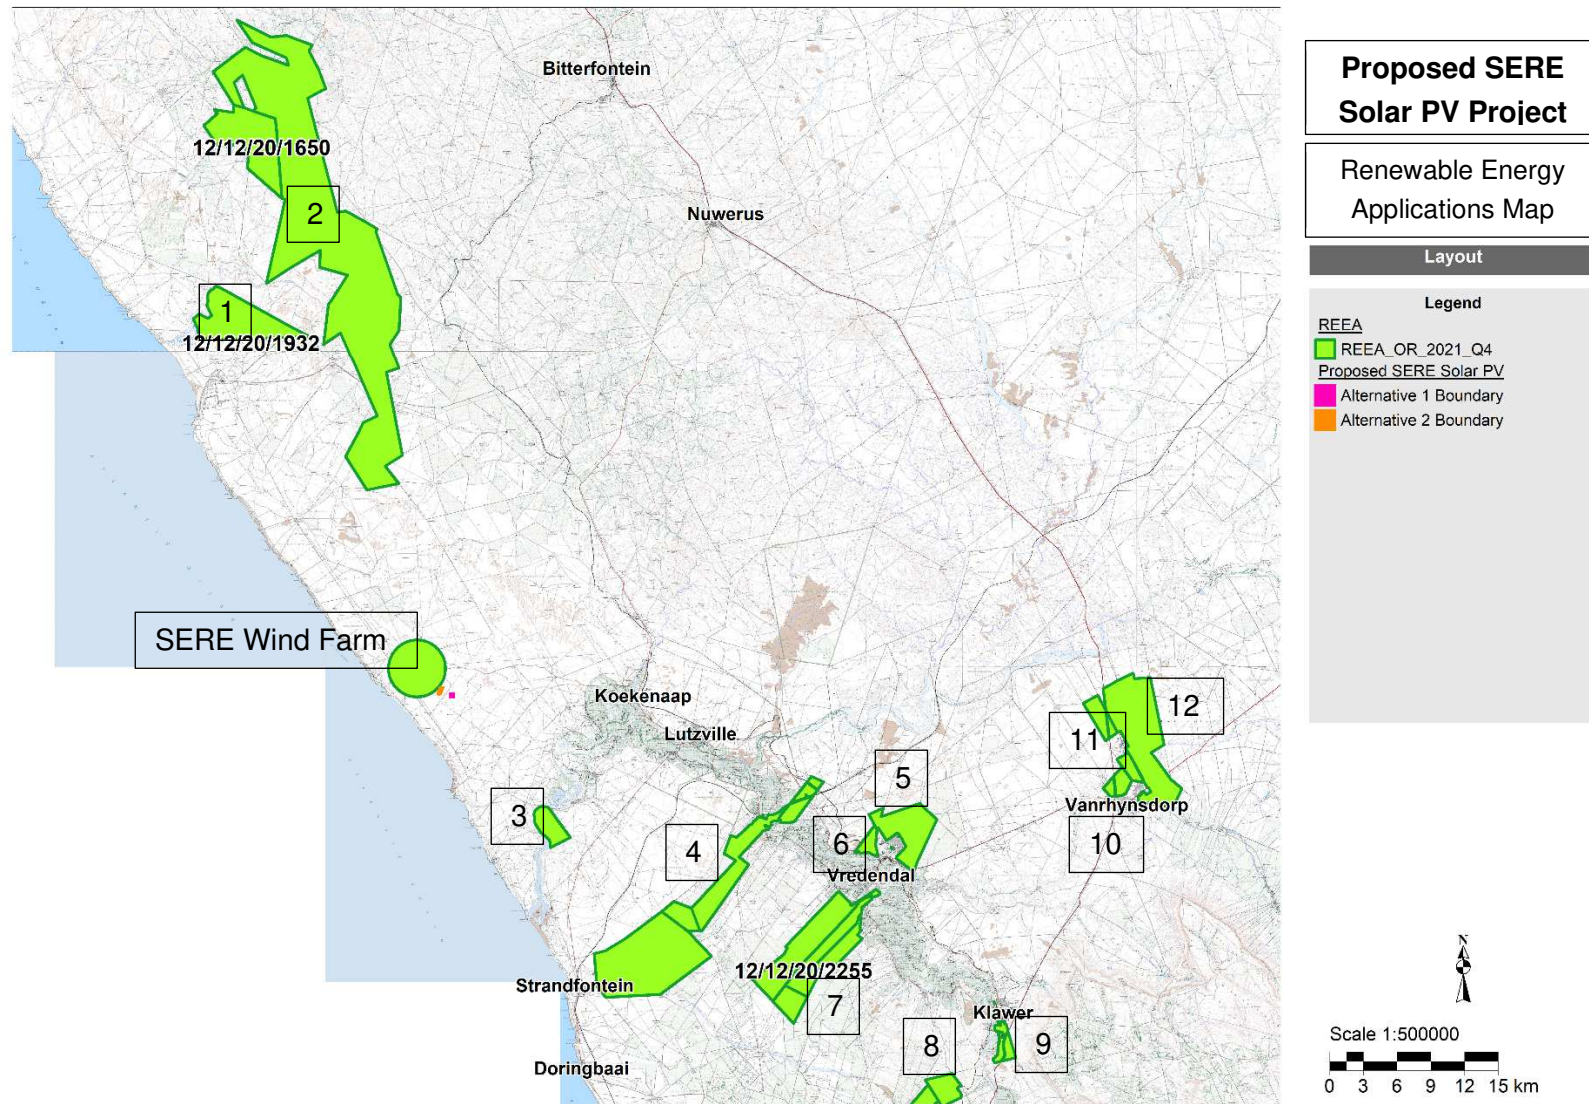 Proposed SERE
Solar PV Project
Renewable Energy
Applications Map
Layout
Legend
REEA
REEA_OR_2021_Q4
Proposed SERE Solar PV
Alternative 1 Boundary
Alternative 2 Boundary
Bitterfontein
12/12/20/1650
2
Nuwerus
1
12/12/20/1932
SERE Wind Farm
Koekenaap
Lutzville
12
11
5
3
Vanrhynsdorp
4
6
10
Vredendal
12/12/20/2255
Strandfontein
7
Klawer
8
9
Doringbaai
N
Scale 1:500000
0 3 6 9 12 15 km